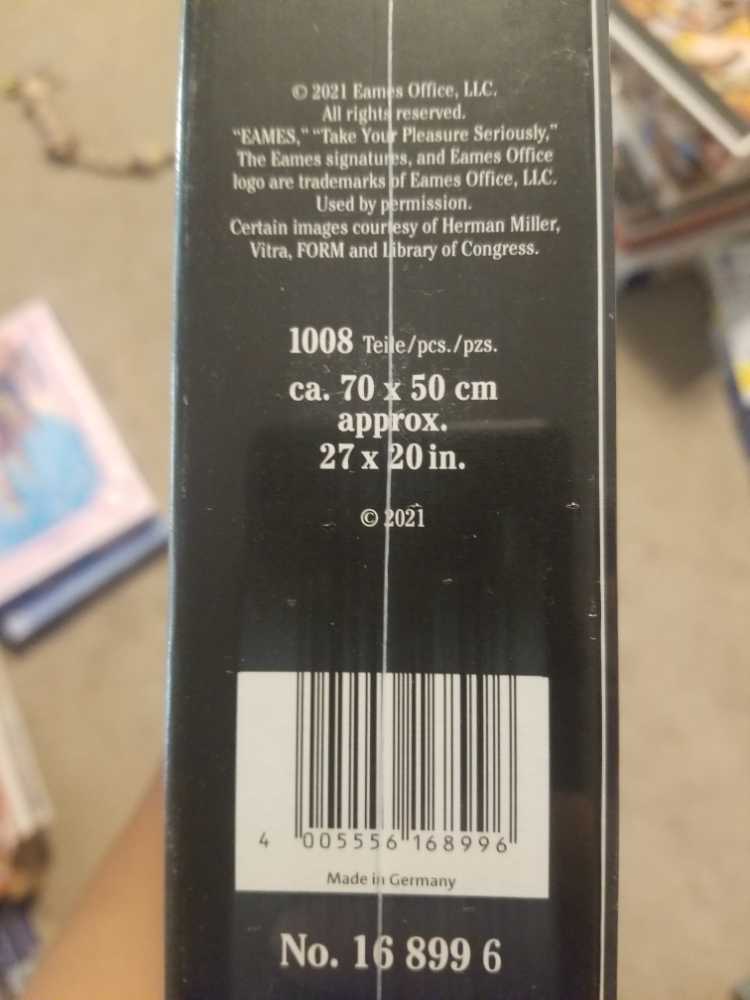 © 2021 Eames Office, LLC.
All rights reserved.
"EAMES," "Take Your Pleasure Seriously,"
The Eames signatures, and Eames Office
logo are trademarks of Eames Office, LLC.
Used by permission.
Certain images courtesy of Herman Miller,
Vitra, FORM and Library of Congress.
1008 Teile/pcs./pzs.
ca. 70 x 50 cm
approx.
27 x 20 in.
© 2021
4 005556 168996
Made in Germany
No. 16 899 6